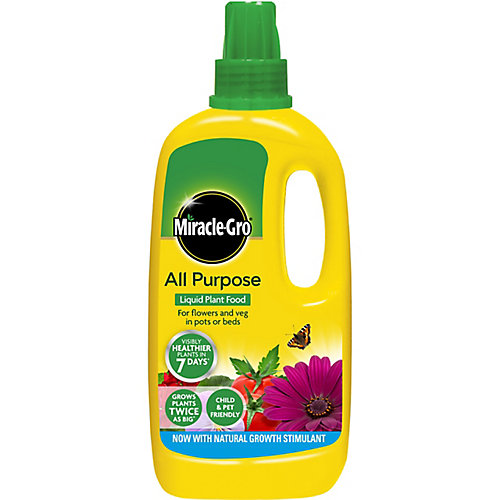 Miracle-Gro®
All Purpose
Liquid Plant Food
For flowers and veg
in pots or beds
VISIBLY
HEALTHIER
PLANTS IN
7 DAYS*
GROWS
PLANTS
TWICE
AS BIG*
CHILD
& PET
FRIENDLY
NOW WITH NATURAL GROWTH STIMULANT